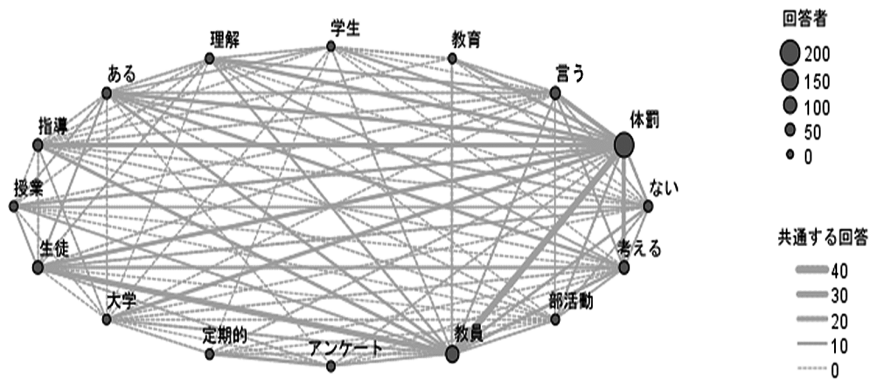 学生
理解
教育
ある
言う
指導
体罰
授業
ない
生徒
考える
大学
部活動
定期的
アンケート
教員
回答者
200
150
100
50
0
共通する回答
40
30
20
10
0